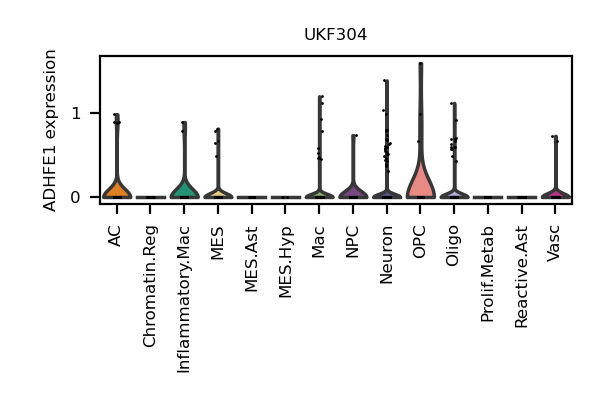 UKF304
ADHFE1 expression
1
0
AC
Chromatin.Reg
Inflammatory.Mac
MES
MES.Ast
MES.Hyp
Mac
NPC
Neuron
OPC
Oligo
Prolif.Metab
Reactive.Ast
Vasc